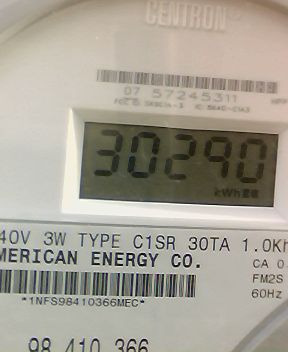 CENTRON®
07 57245311
30290
kWh
40V 3W TYPE C1SR 30TA 1.0Kh
MERICAN ENERGY CO.
CA 0.
FM2S
60Hz
*1NFS98410366MEC*
98 410 366